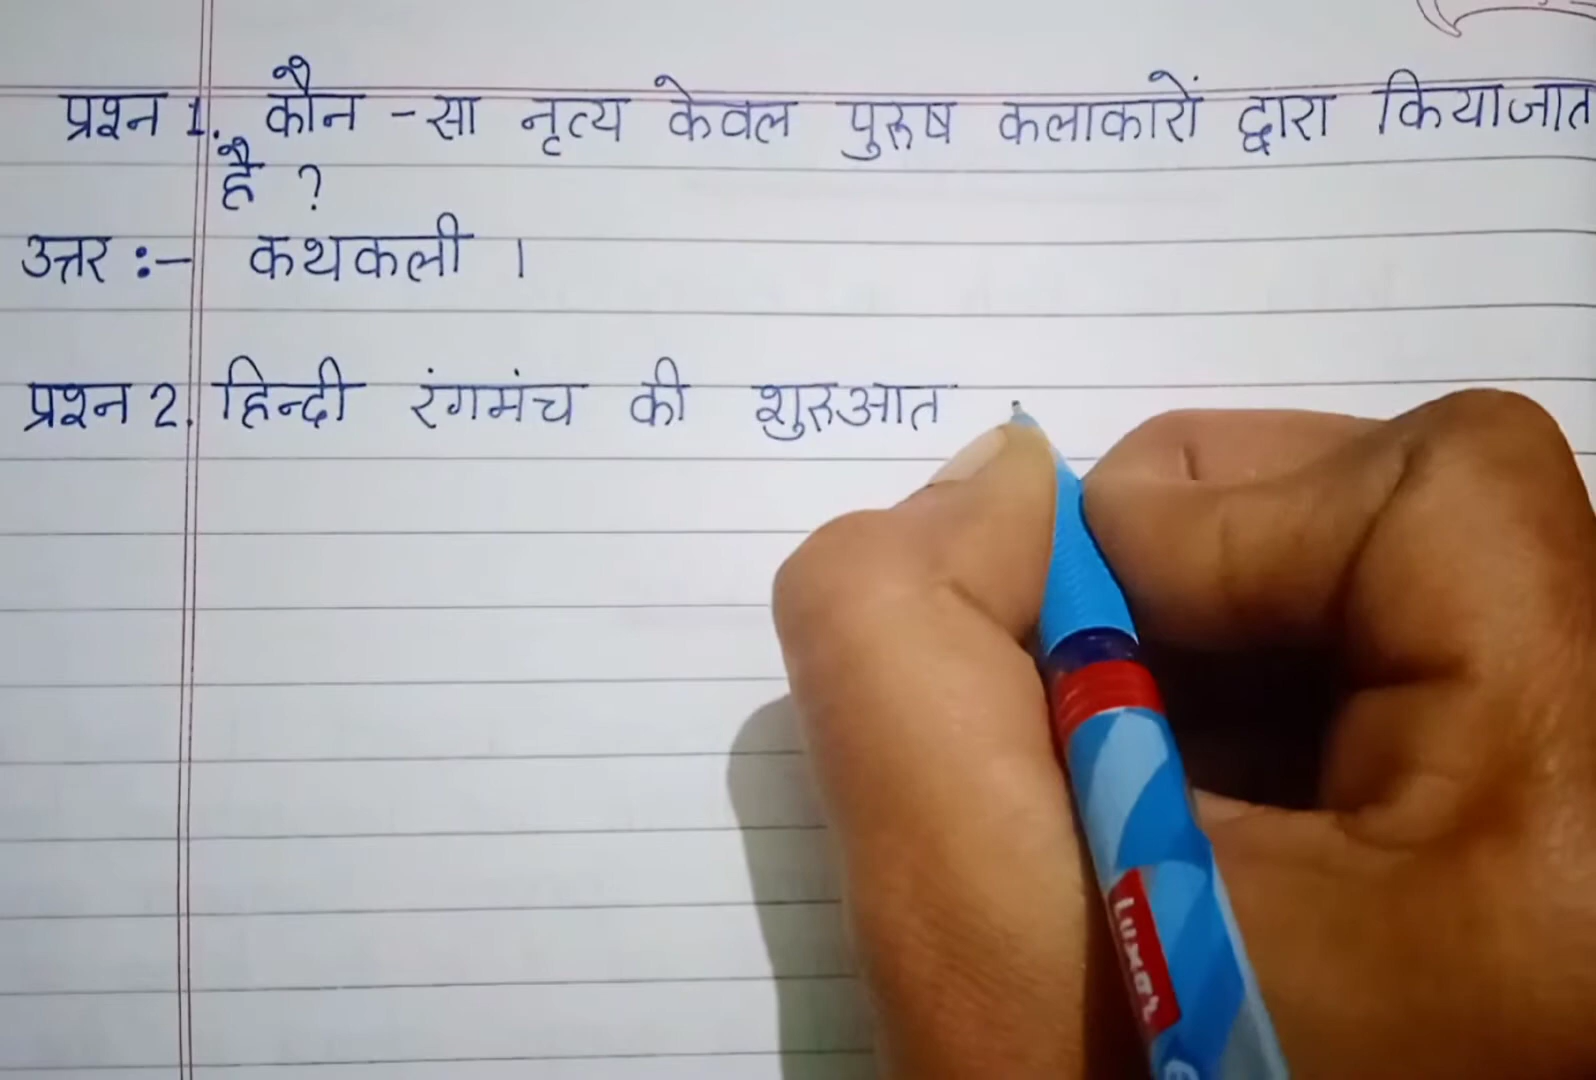 प्रश्न 1. कौन - सा नृत्य केवल पुरुष कलाकारों द्वारा कियाजात
है ?
उत्तर :- कथकली ।
प्रश्न 2. हिन्दी रंगमंच की शुरुआत
Luxor